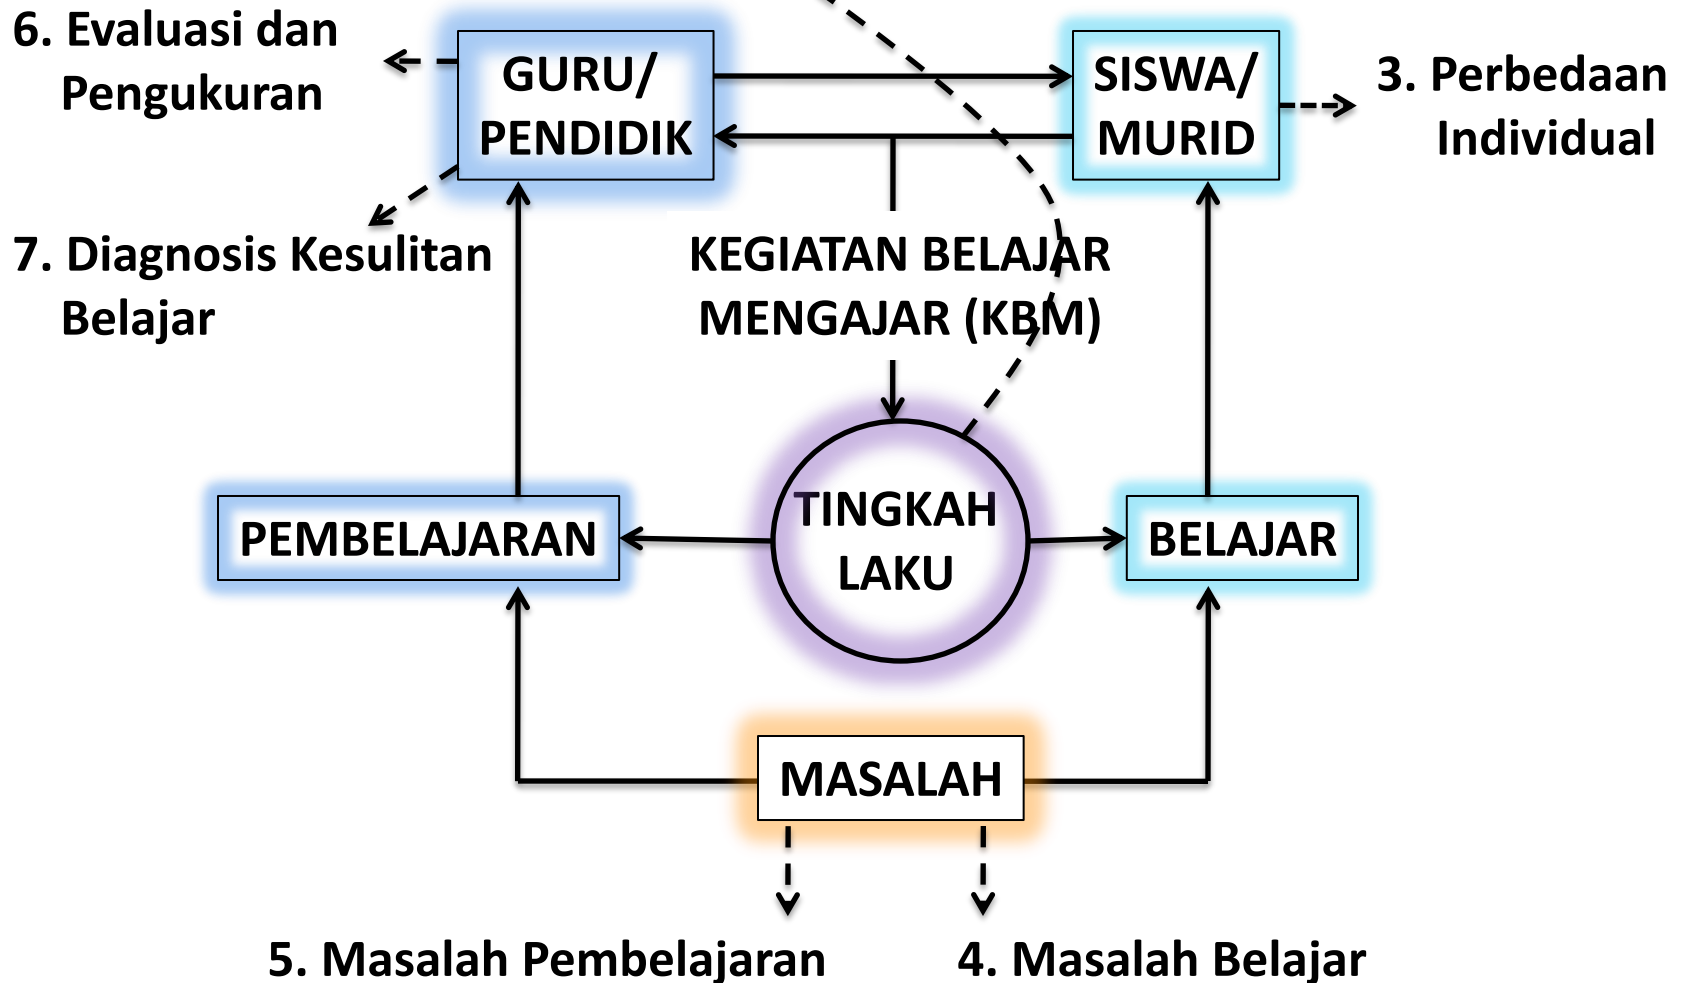 6. Evaluasi dan
Pengukuran
GURU/
PENDIDIK
SISWA/
MURID
3. Perbedaan
Individual
7. Diagnosis Kesulitan
Belajar
KEGIATAN BELAJAR
MENGAJAR (KBM)
PEMBELAJARAN
TINGKAH
LAKU
BELAJAR
MASALAH
5. Masalah Pembelajaran
4. Masalah Belajar